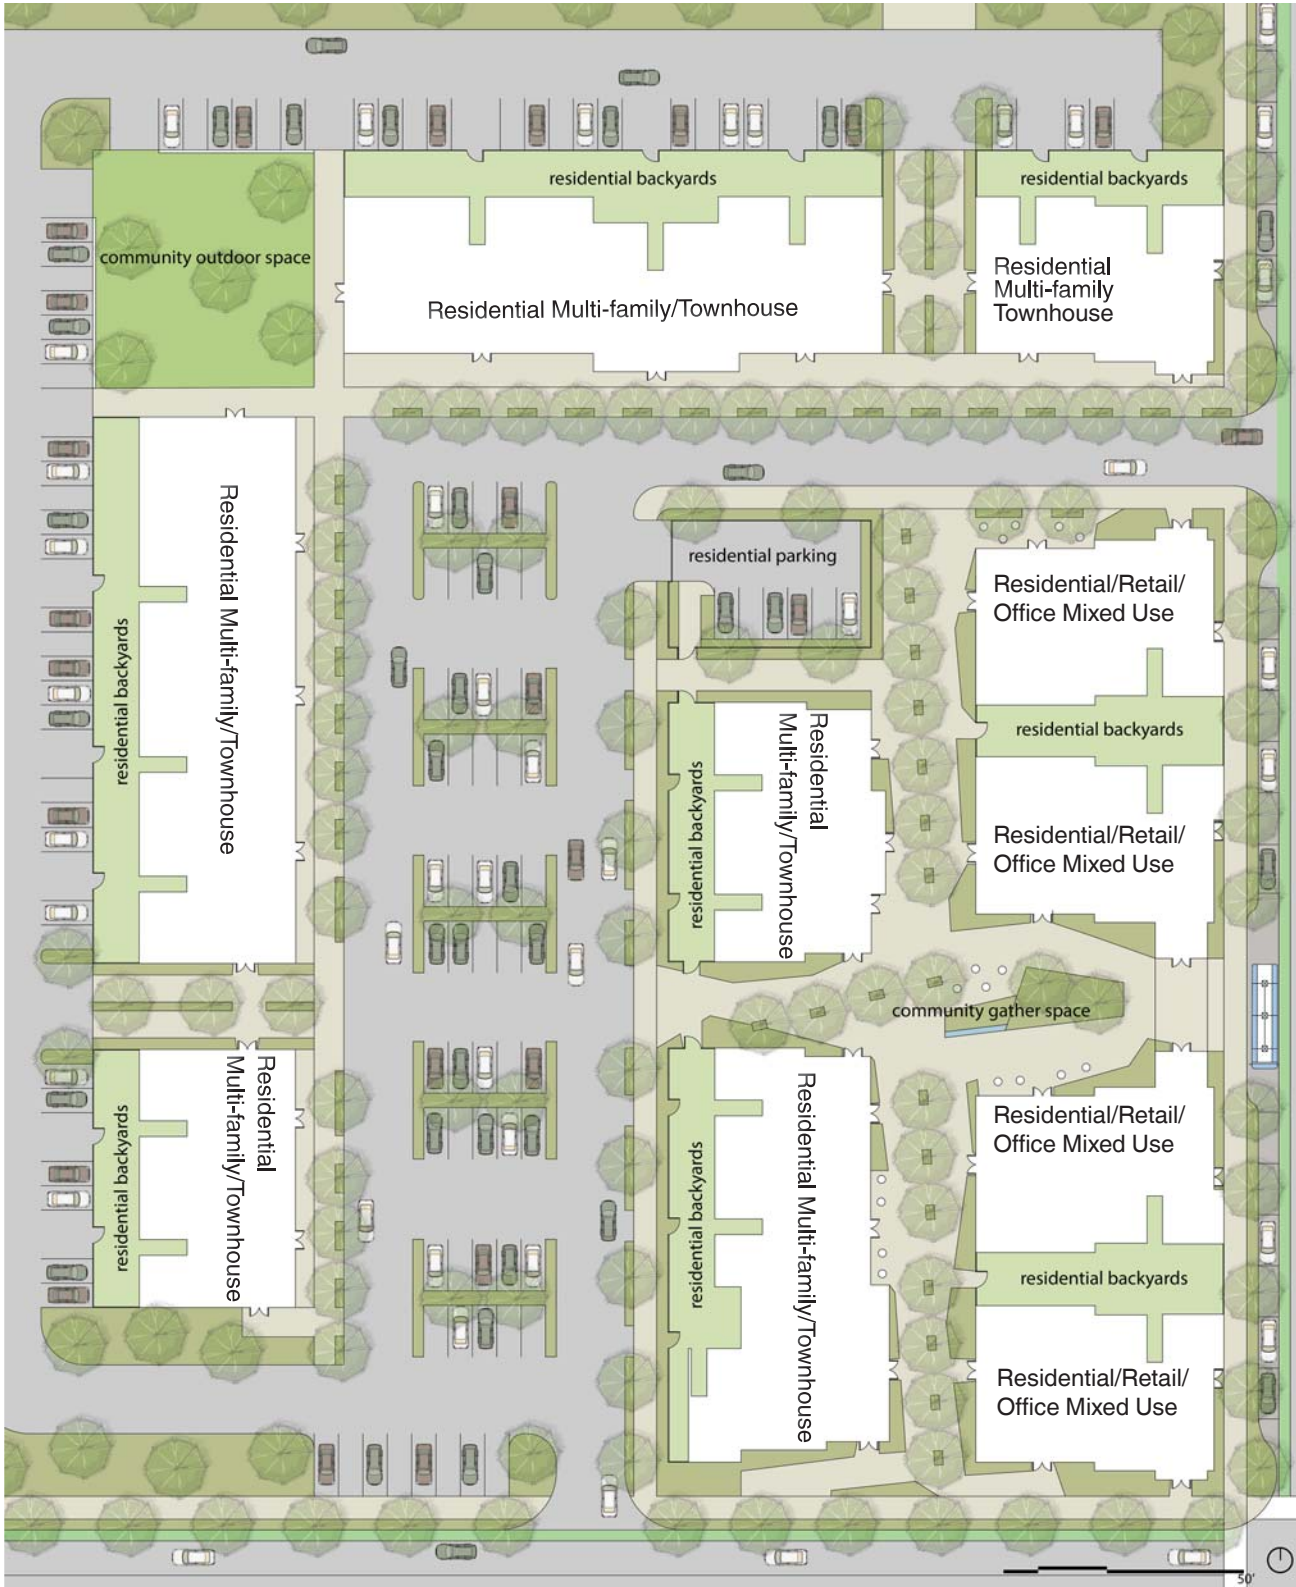 residential backyards
residential backyards
community outdoor space
Residential Multi-family/Townhouse
Residential
Multi-family
Townhouse
residential parking
Residential/Retail/
Office Mixed Use
Residential Multi-family/Townhouse
residential backyards
residential backyards
Residential
Multi-family/Townhouse
residential backyards
Residential/Retail/
Office Mixed Use
community gather space
Residential
Multi-family/Townhouse
residential backyards
Residential Multi-family/Townhouse
residential backyards
Residential/Retail/
Office Mixed Use
residential backyards
Residential/Retail/
Office Mixed Use
50'